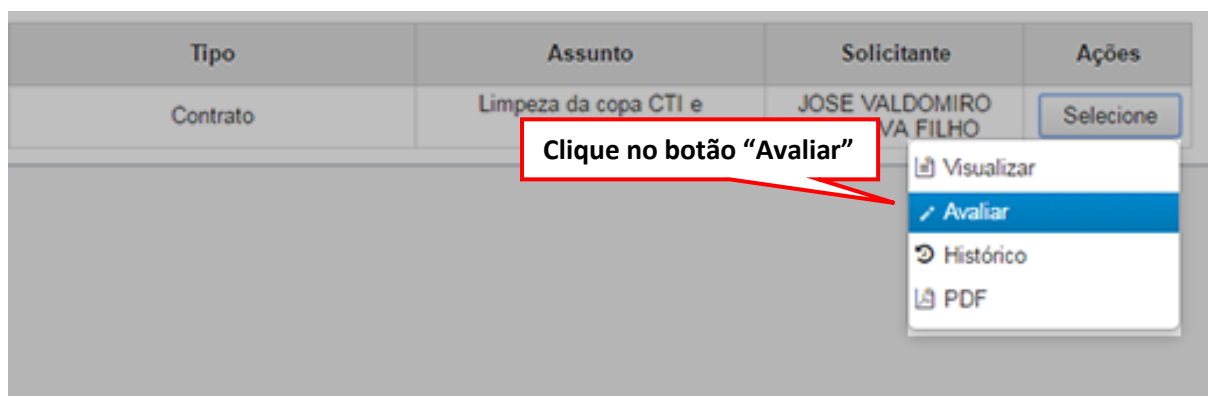 Tipo Assunto Solicitante Ações
Contrato Limpeza da copa CTI e JOSE VALDOMIRO Selecione
FILHO
Clique no botão “Avaliar”
Visualizar
Avaliar
Histórico
PDF